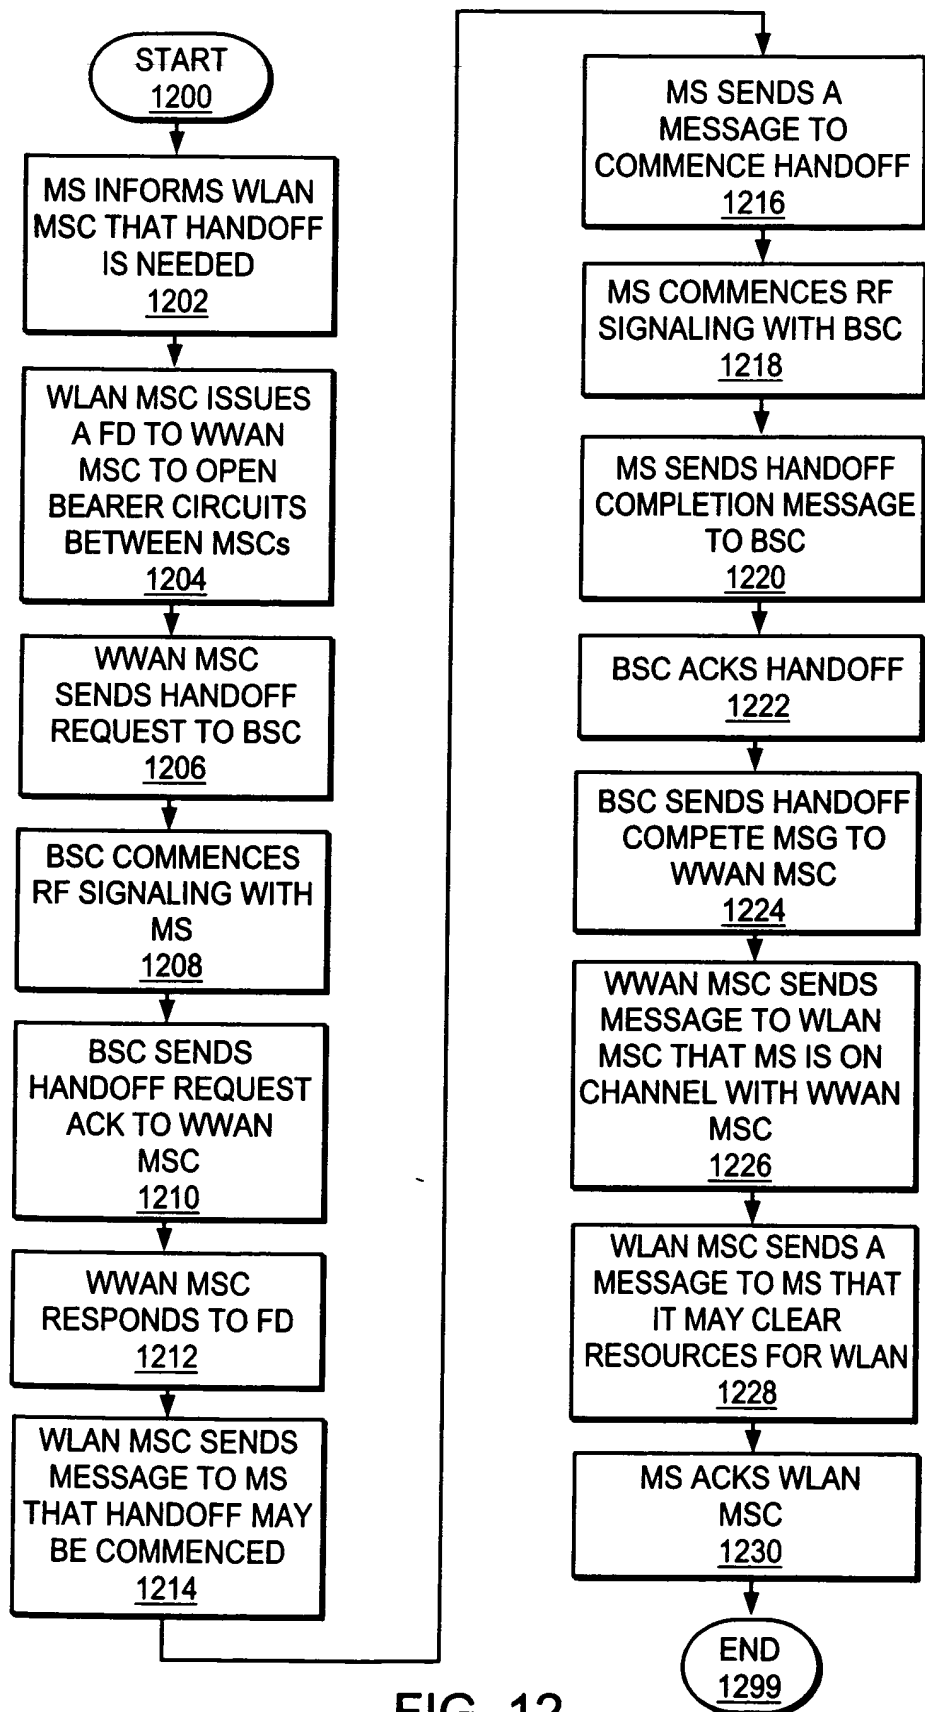 START
1200
MS INFORMS WLAN
MSC THAT HANDOFF
IS NEEDED
1202
WLAN MSC ISSUES
A FD TO WWAN
MSC TO OPEN
BEARER CIRCUITS
BETWEEN MSCs
1204
WWAN MSC
SENDS HANDOFF
REQUEST TO BSC
1206
BSC COMMENCES
RF SIGNALING WITH
MS
1208
BSC SENDS
HANDOFF REQUEST
ACK TO WWAN
MSC
1210
WWAN MSC
RESPONDS TO FD
1212
WLAN MSC SENDS
MESSAGE TO MS
THAT HANDOFF MAY
BE COMMENCED
1214
MS SENDS A
MESSAGE TO
COMMENCE HANDOFF
1216
MS COMMENCES RF
SIGNALING WITH BSC
1218
MS SENDS HANDOFF
COMPLETION MESSAGE
TO BSC
1220
BSC ACKS HANDOFF
1222
BSC SENDS HANDOFF
COMPETE MSG TO
WWAN MSC
1224
WWAN MSC SENDS
MESSAGE TO WLAN
MSC THAT MS IS ON
CHANNEL WITH WWAN
MSC
1226
WLAN MSC SENDS A
MESSAGE TO MS THAT
IT MAY CLEAR
RESOURCES FOR WLAN
1228
MS ACKS WLAN
MSC
1230
END
1299
FIG. 12